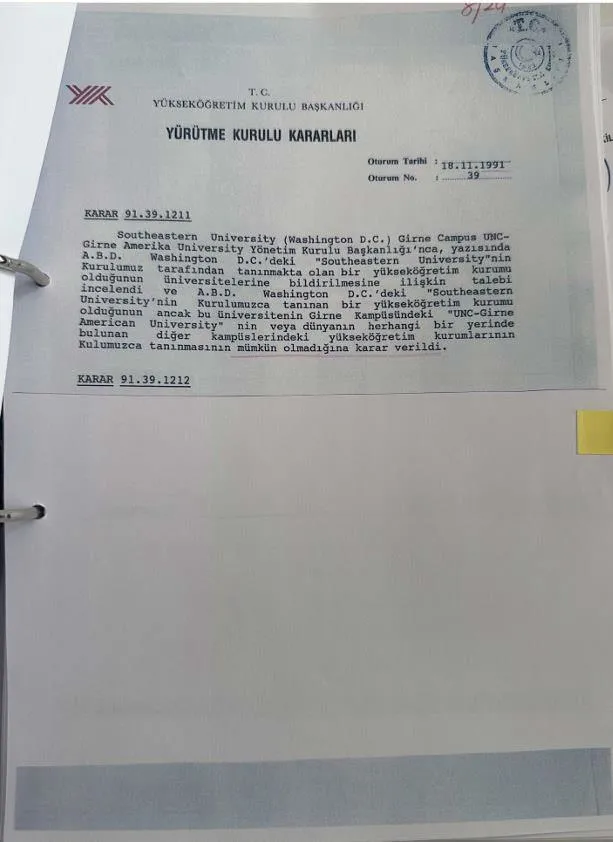 8/24
T.C.
YÖK
T. C.
YÜKSEKÖĞRETİM KURULU BAŞKANLIĞI
YÜRÜTME KURULU KARARLARI
Oturum Tarihi : 18.11.1991
Oturum No. : 39
KARAR 91.39.1211
Southeastern University (Washington D.C.) Girne Campus UNC-
Girne Amerika University Yönetim Kurulu Başkanlığı'nca, yazısında
A.B.D. Washington D.C.'deki "Southeastern University"nin
Kurulumuz tarafından tanınmakta olan bir yükseköğretim kurumu
olduğunun üniversitelerine bildirilmesine ilişkin talebi
incelendi ve A.B.D. Washington D.C.'deki "Southeastern
University'nin Kurulumuzca tanınan bir yükseköğretim kurumu
olduğunun ancak bu üniversitenin Girne Kampüsündeki "UNC-Girne
American University" nin veya dünyanın herhangi bir yerinde
bulunan diğer kampüslerindeki yükseköğretim kurumlarının
Kulumuzca tanınmasının mümkün olmadığına karar verildi.
KARAR 91.39.1212